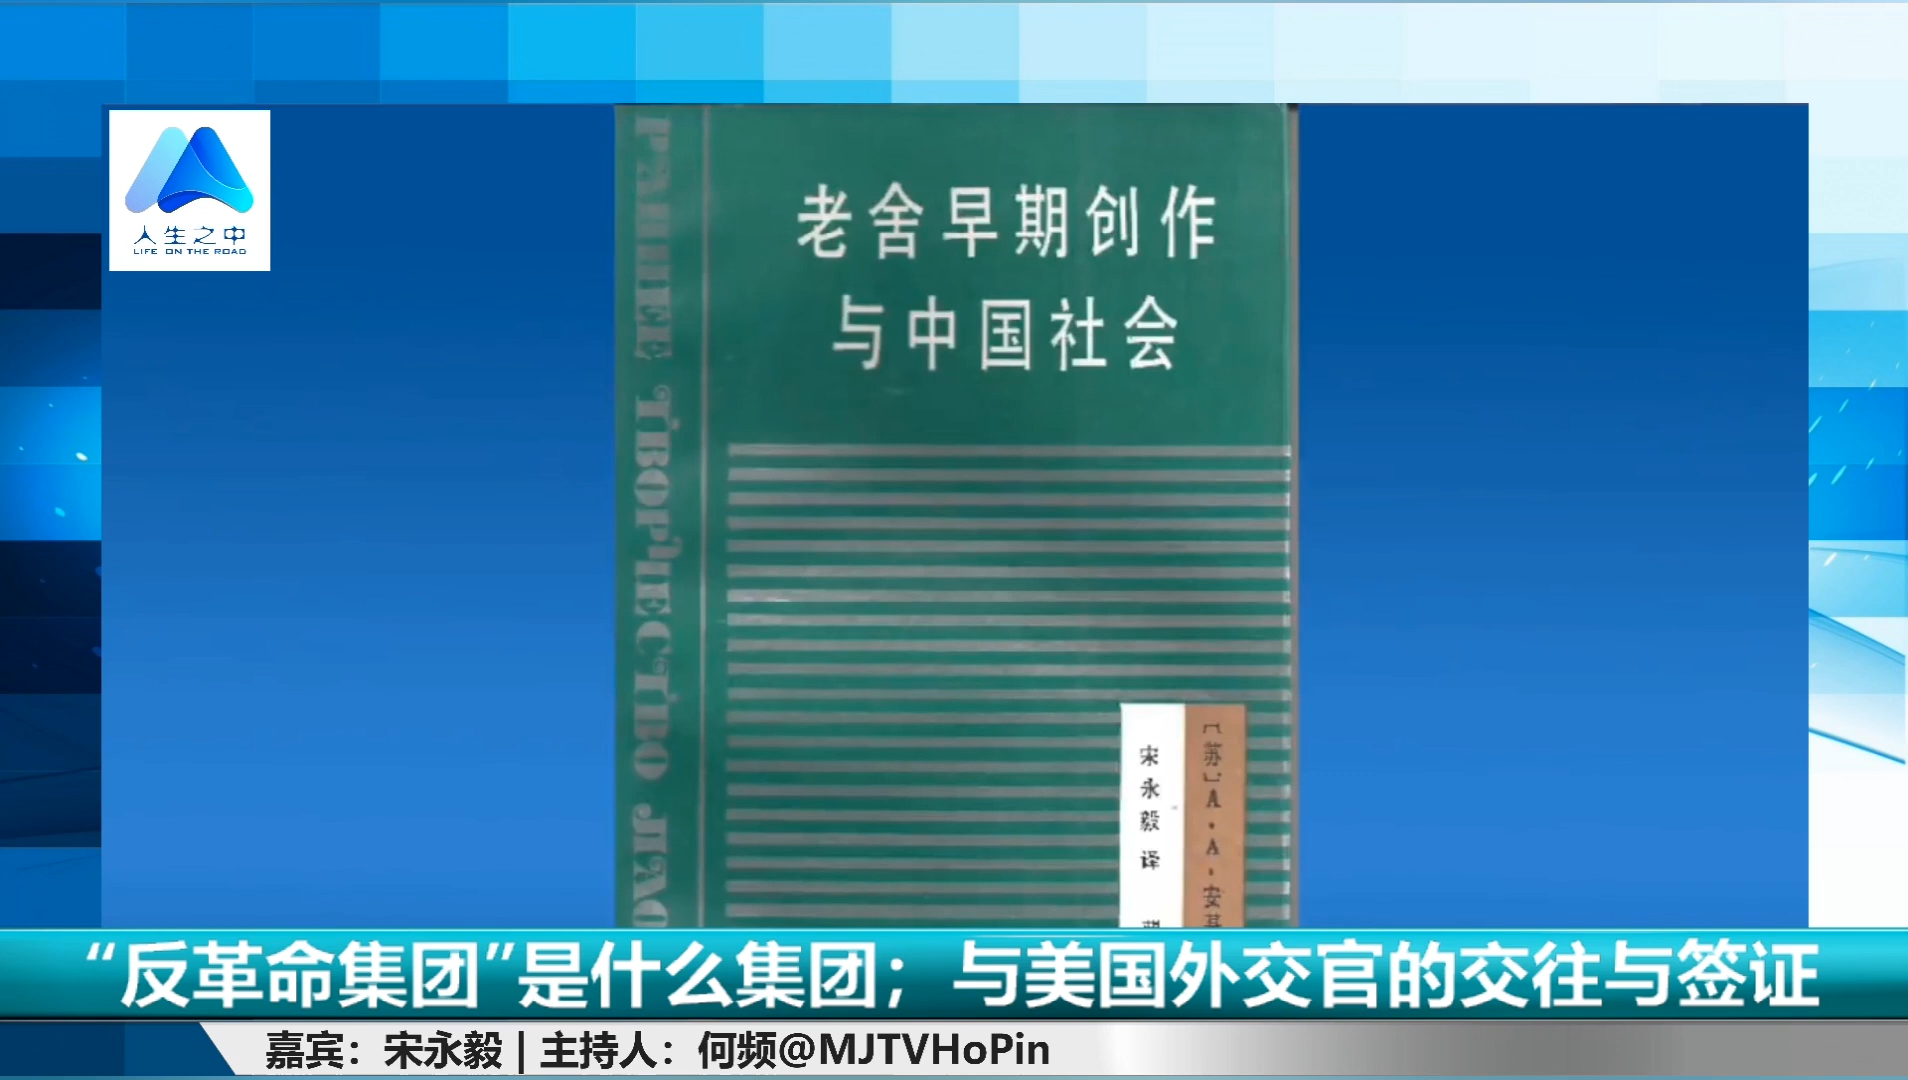 人生之中
LIFE ON THE ROAD
РАННЕЕ ТВОРЧЕСТВО ЛАО
老舍早期创作
与中国社会
[苏]A·A·安
宋永毅 译
“反革命集团”是什么集团；与美国外交官的交往与签证
嘉宾：宋永毅 | 主持人：何频@MJTVHoPin